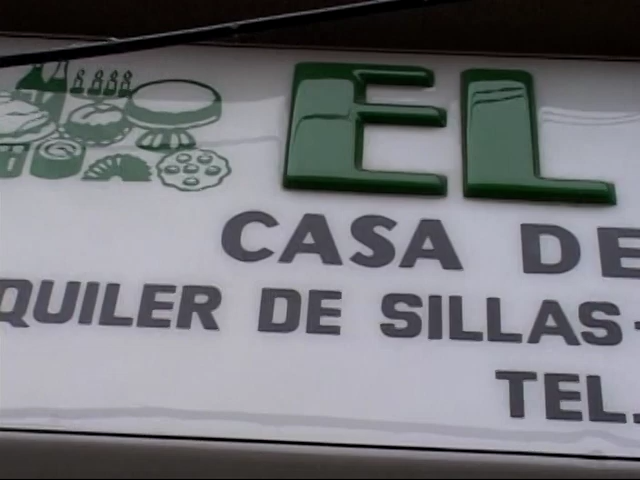 EL
CASA DE
QUILER DE SILLAS-
TEL.